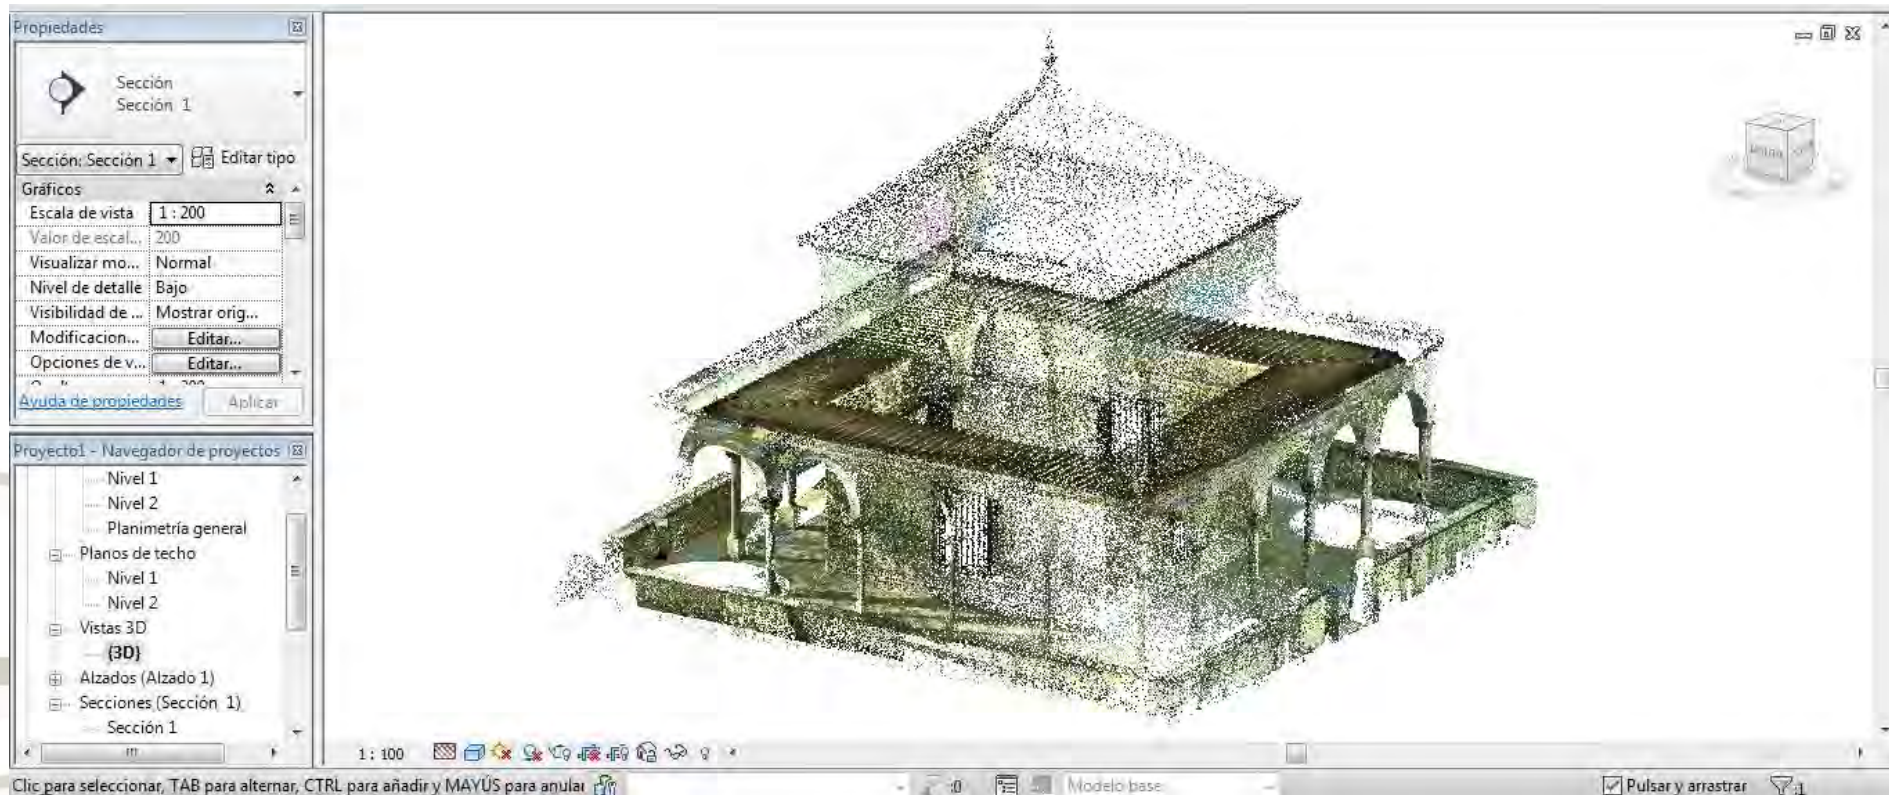 Propiedades
Sección
Sección 1
Sección: Sección 1
Editar tipo
Gráficos
Escala de vista 1 : 200
Valor de escal... 200
Visualizar mo... Normal
Nivel de detalle Bajo
Visibilidad de ... Mostrar orig...
Modificacion... Editar...
Opciones de v... Editar...
Ayuda de propiedades Aplicar
Proyecto1 - Navegador de proyectos
Nivel 1
Nivel 2
Planimetría general
Planos de techo
Nivel 1
Nivel 2
Vistas 3D
{3D}
Alzados (Alzado 1)
Secciones (Sección 1)
Sección 1
1 : 100
Clic para seleccionar, TAB para alternar, CTRL para añadir y MAYÚS para anular
:0
Modelo base
Pulsar y arrastrar
:1